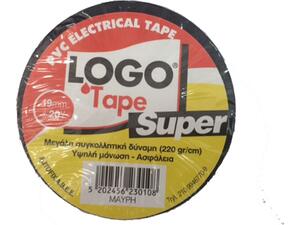 PVC ELECTRICAL TAPE
LOGO®
Tape
19mm
20y
Super
Μεγάλη συγκολλητική δύναμη (220 gr/cm)
Υψηλή μόνωση - Ασφάλεια
5 202456 230108
ΜΑΥΡΗ